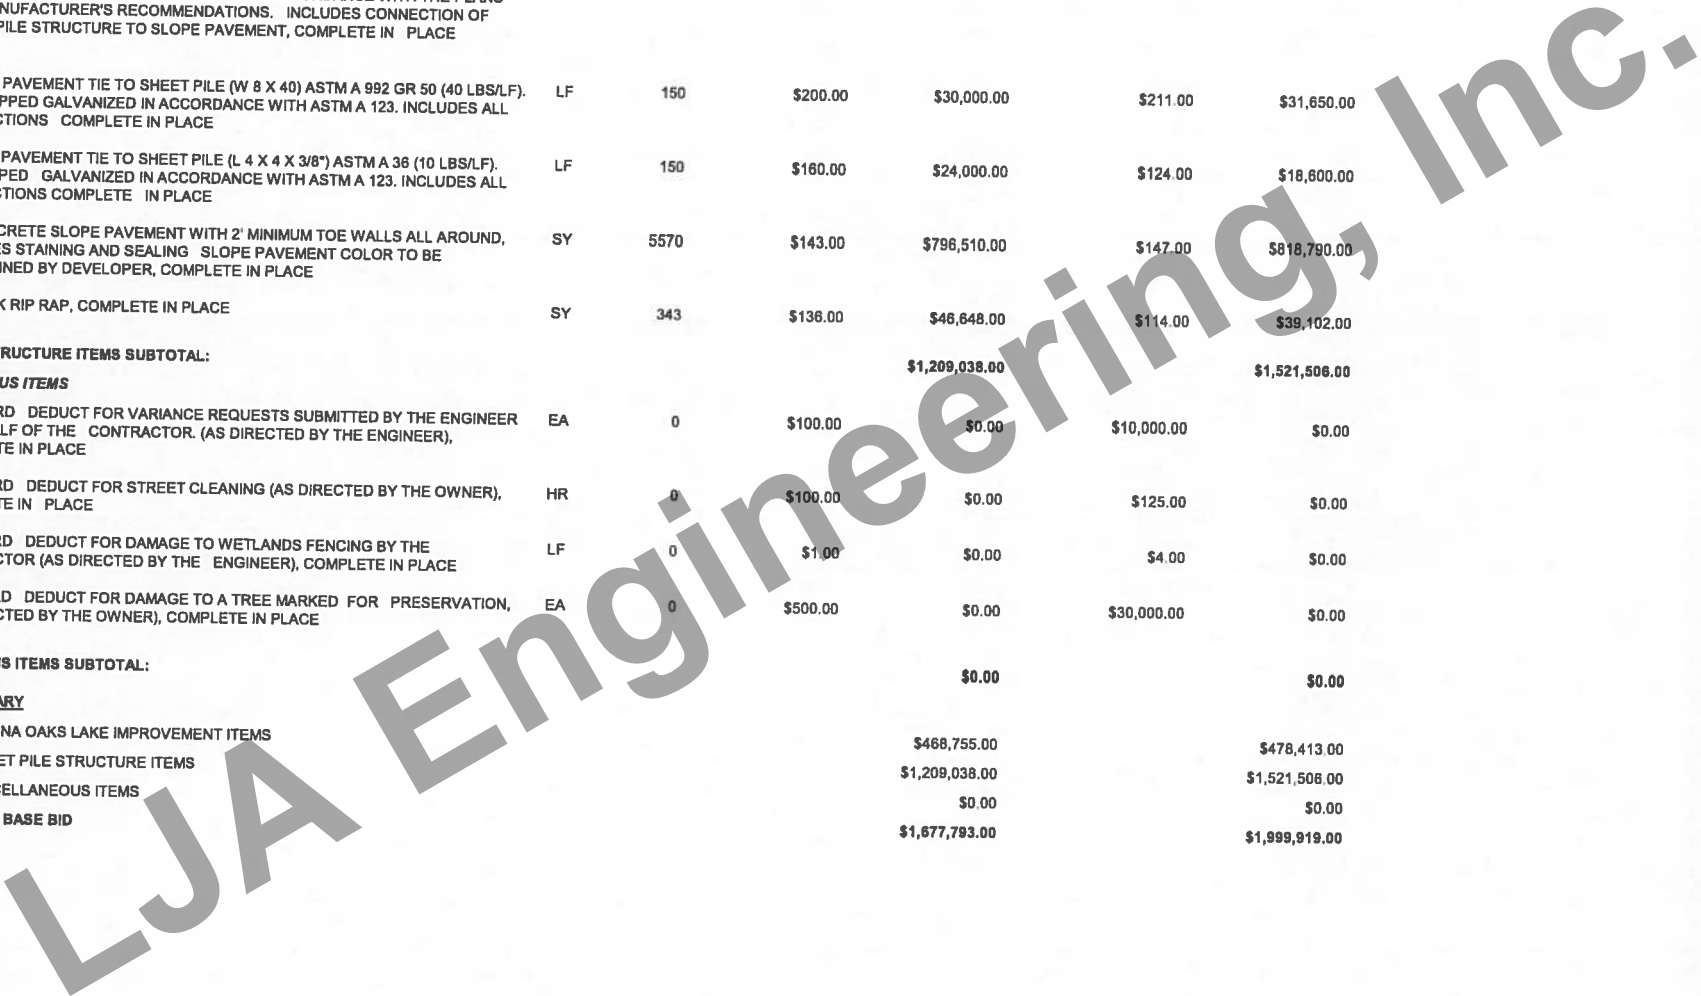 NUFACTURER'S RECOMMENDATIONS. INCLUDES CONNECTION OF
PILE STRUCTURE TO SLOPE PAVEMENT, COMPLETE IN PLACE
PAVEMENT TIE TO SHEET PILE (W 8 X 40) ASTM A 992 GR 50 (40 LBS/LF). LF 150 $200.00 $30,000.00 $211.00 $31,650.00
PPED GALVANIZED IN ACCORDANCE WITH ASTM A 123. INCLUDES ALL
CTIONS COMPLETE IN PLACE
PAVEMENT TIE TO SHEET PILE (L 4 X 4 X 3/8") ASTM A 36 (10 LBS/LF). LF 150 $160.00 $24,000.00 $124.00 $18,600.00
PPED GALVANIZED IN ACCORDANCE WITH ASTM A 123. INCLUDES ALL
CTIONS COMPLETE IN PLACE
CRETE SLOPE PAVEMENT WITH 2' MINIMUM TOE WALLS ALL AROUND, SY 5570 $143.00 $796,510.00 $147.00 $818,790.00
ES STAINING AND SEALING SLOPE PAVEMENT COLOR TO BE
INED BY DEVELOPER, COMPLETE IN PLACE
K RIP RAP, COMPLETE IN PLACE SY 343 $136.00 $46,648.00 $114.00 $39,102.00
RUCTURE ITEMS SUBTOTAL: $1,209,038.00 $1,521,506.00
US ITEMS
RD DEDUCT FOR VARIANCE REQUESTS SUBMITTED BY THE ENGINEER EA 0 $100.00 $0.00 $10,000.00 $0.00
LF OF THE CONTRACTOR. (AS DIRECTED BY THE ENGINEER),
TE IN PLACE
RD DEDUCT FOR STREET CLEANING (AS DIRECTED BY THE OWNER), HR 0 $100.00 $0.00 $125.00 $0.00
TE IN PLACE
RD DEDUCT FOR DAMAGE TO WETLANDS FENCING BY THE LF 0 $1.00 $0.00 $4.00 $0.00
CTOR (AS DIRECTED BY THE ENGINEER), COMPLETE IN PLACE
RD DEDUCT FOR DAMAGE TO A TREE MARKED FOR PRESERVATION, EA 0 $500.00 $0.00 $30,000.00 $0.00
CTED BY THE OWNER), COMPLETE IN PLACE
S ITEMS SUBTOTAL: $0.00 $0.00
ARY
NA OAKS LAKE IMPROVEMENT ITEMS $468,755.00 $478,413.00
ET PILE STRUCTURE ITEMS $1,209,038.00 $1,521,506.00
CELLANEOUS ITEMS $0.00 $0.00
BASE BID $1,677,793.00 $1,999,919.00
LJA Engineering, Inc.